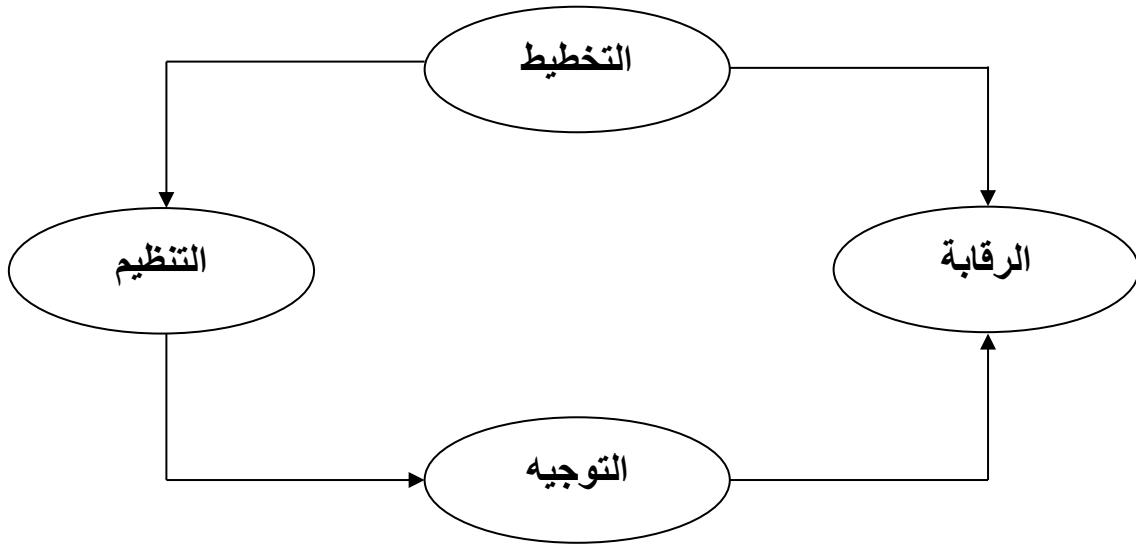 التخطيط
الرقابة
التنظيم
التوجيه